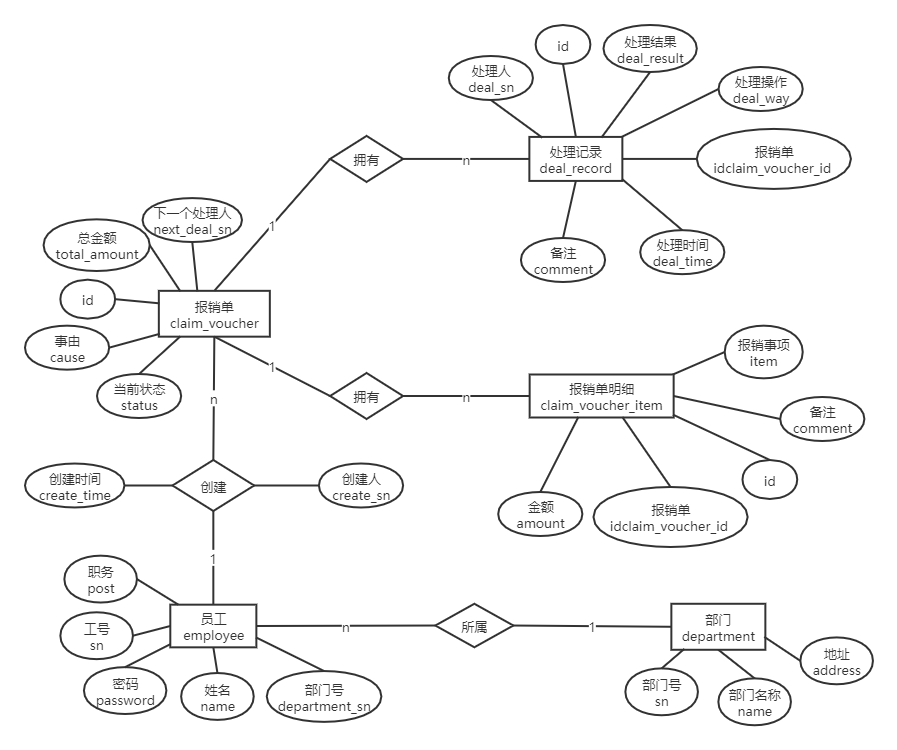 id
处理结果
deal_result
处理人
deal_sn
处理操作
deal_way
处理记录
deal_record
报销单
idclaim_voucher_id
拥有
n
1
备注
comment
处理时间
deal_time
下一个处理人
next_deal_sn
总金额
total_amount
id
报销单
claim_voucher
事由
cause
当前状态
status
1
n
拥有
n
报销单明细
claim_voucher_item
报销事项
item
备注
comment
id
金额
amount
报销单
idclaim_voucher_id
创建时间
create_time
创建
创建人
create_sn
1
职务
post
工号
sn
员工
employee
n
所属
1
部门
department
密码
password
姓名
name
部门号
department_sn
部门号
sn
部门名称
name
地址
address